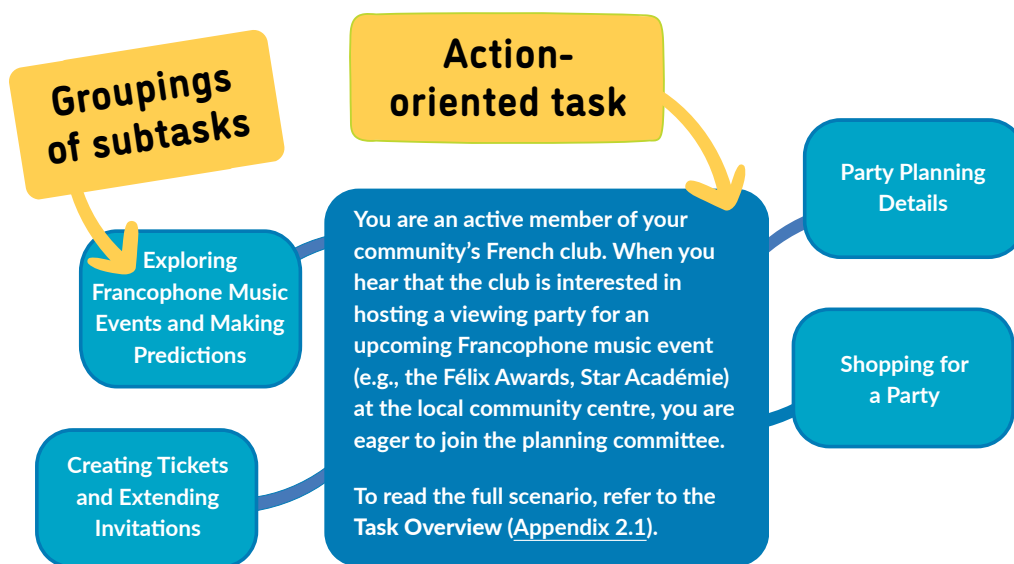 Groupings
of subtasks
Action-
oriented task
Exploring
Francophone Music
Events and Making
Predictions
Creating Tickets
and Extending
Invitations
You are an active member of your
community’s French club. When you
hear that the club is interested in
hosting a viewing party for an
upcoming Francophone music event
(e.g., the Félix Awards, Star Académie)
at the local community centre, you are
eager to join the planning committee.
To read the full scenario, refer to the
Task Overview (Appendix 2.1).
Party Planning
Details
Shopping for
a Party